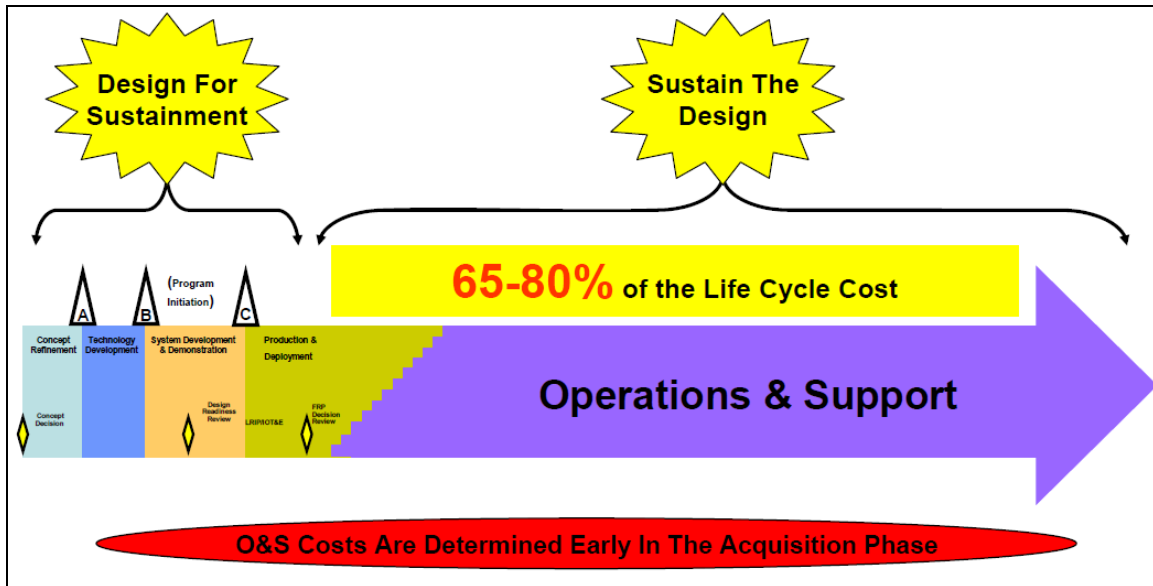 Design For
Sustainment
Sustain The
Design
65-80% of the Life Cycle Cost
(Program
Initiation)
A
B
C
Concept
Refinement
Technology
Development
System Development
& Demonstration
Production &
Deployment
Operations & Support
Concept
Decision
Design
Readiness
Review
LRIP/IOT&E
FRP
Decision
Review
O&S Costs Are Determined Early In The Acquisition Phase